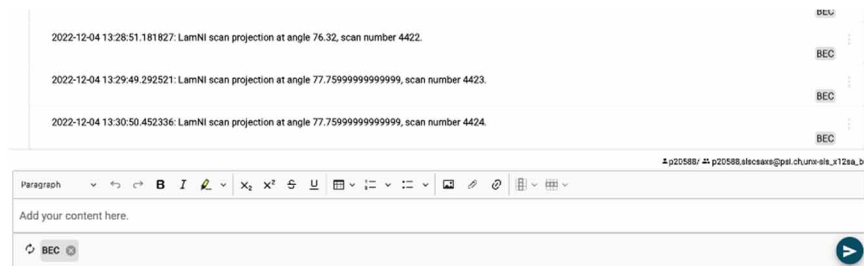 BEC
2022-12-04 13:28:51.181827: LamNI scan projection at angle 76.32, scan number 4422.
BEC
2022-12-04 13:29:49.292521: LamNI scan projection at angle 77.75999999999999, scan number 4423.
BEC
2022-12-04 13:30:50.452336: LamNI scan projection at angle 77.75999999999999, scan number 4424.
BEC
p20588/ p20588,slscsaxs@psi.ch,unx-sls_x12sa_b
Paragraph B I X₂ X² S U
Add your content here.
BEC